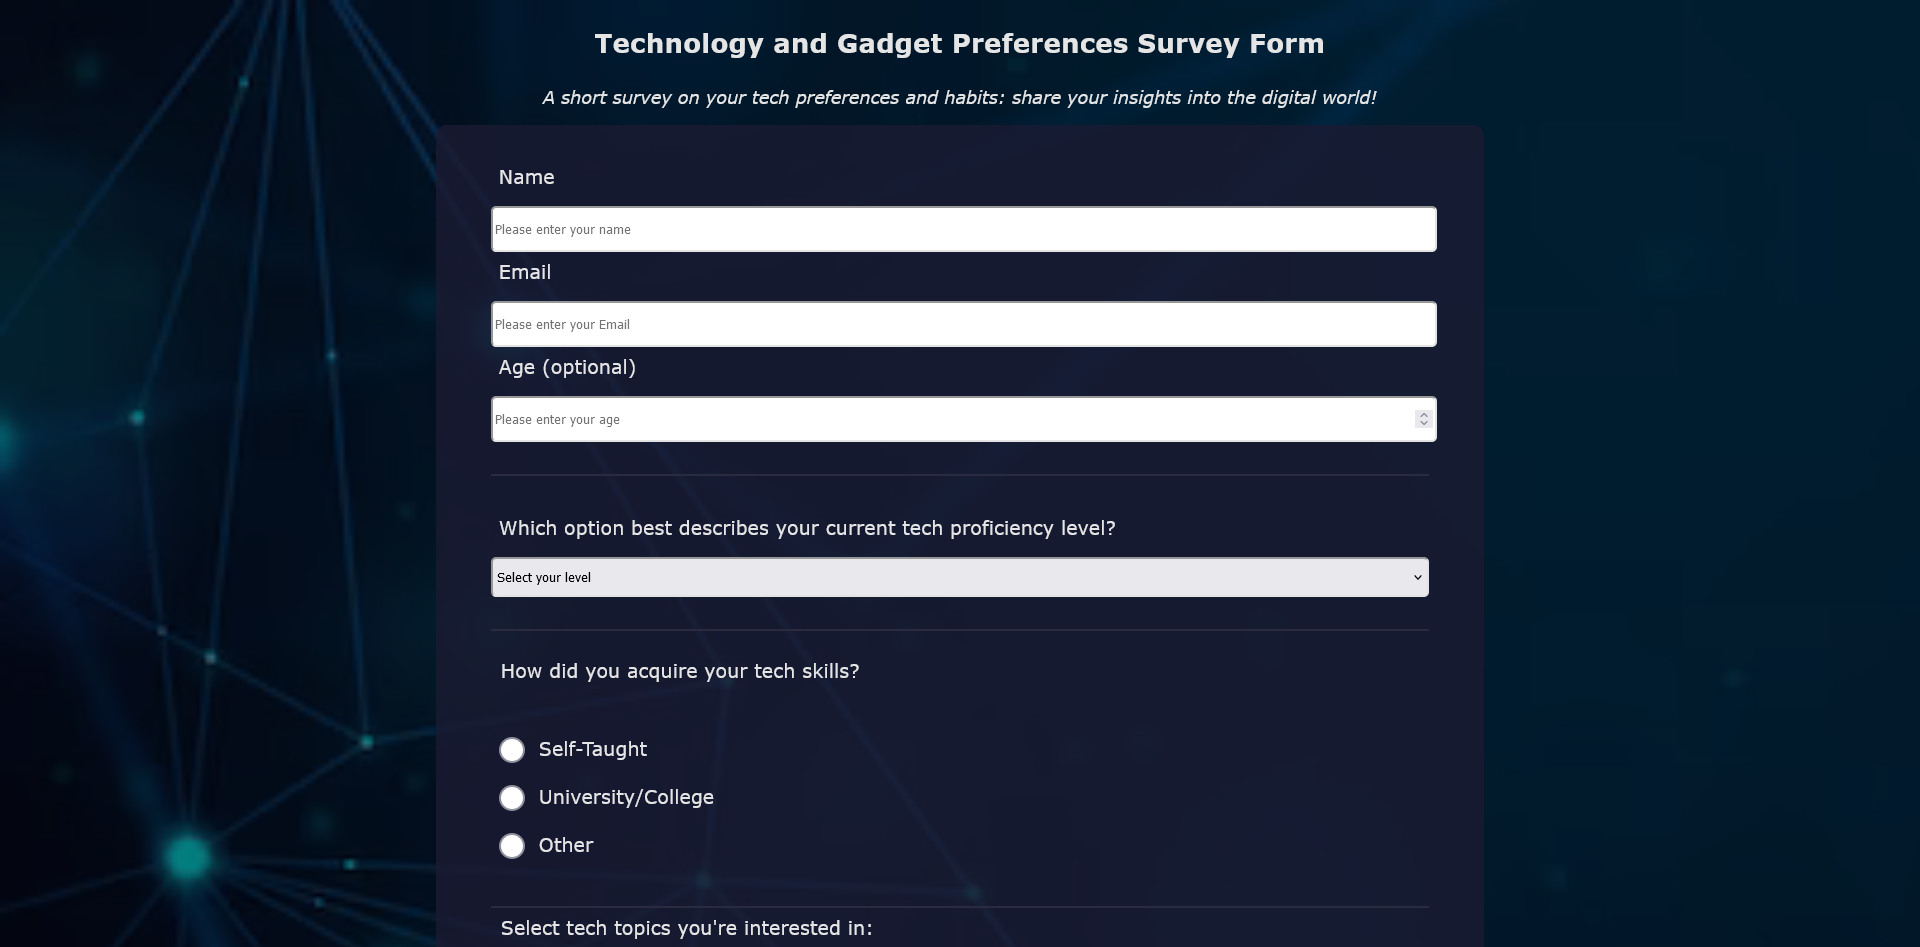 Technology and Gadget Preferences Survey Form
A short survey on your tech preferences and habits: share your insights into the digital world!
Name
Please enter your name
Email
Please enter your Email
Age (optional)
Please enter your age
Which option best describes your current tech proficiency level?
Select your level
How did you acquire your tech skills?
Self-Taught
University/College
Other
Select tech topics you're interested in: